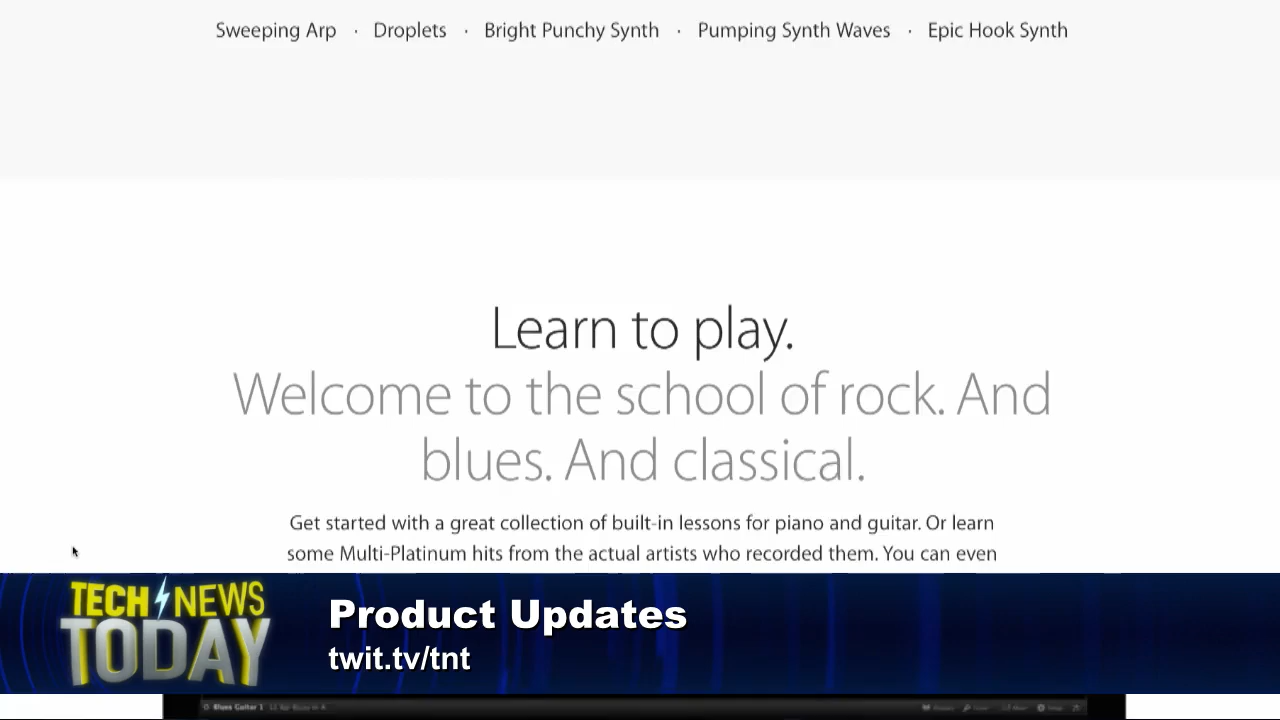 Sweeping Arp · Droplets · Bright Punchy Synth · Pumping Synth Waves · Epic Hook Synth
Learn to play.
Welcome to the school of rock. And
blues. And classical.
Get started with a great collection of built-in lessons for piano and guitar. Or learn
some Multi-Platinum hits from the actual artists who recorded them. You can even
TECH NEWS
TODAY
Product Updates
twit.tv/tnt
Blues Guitar 1